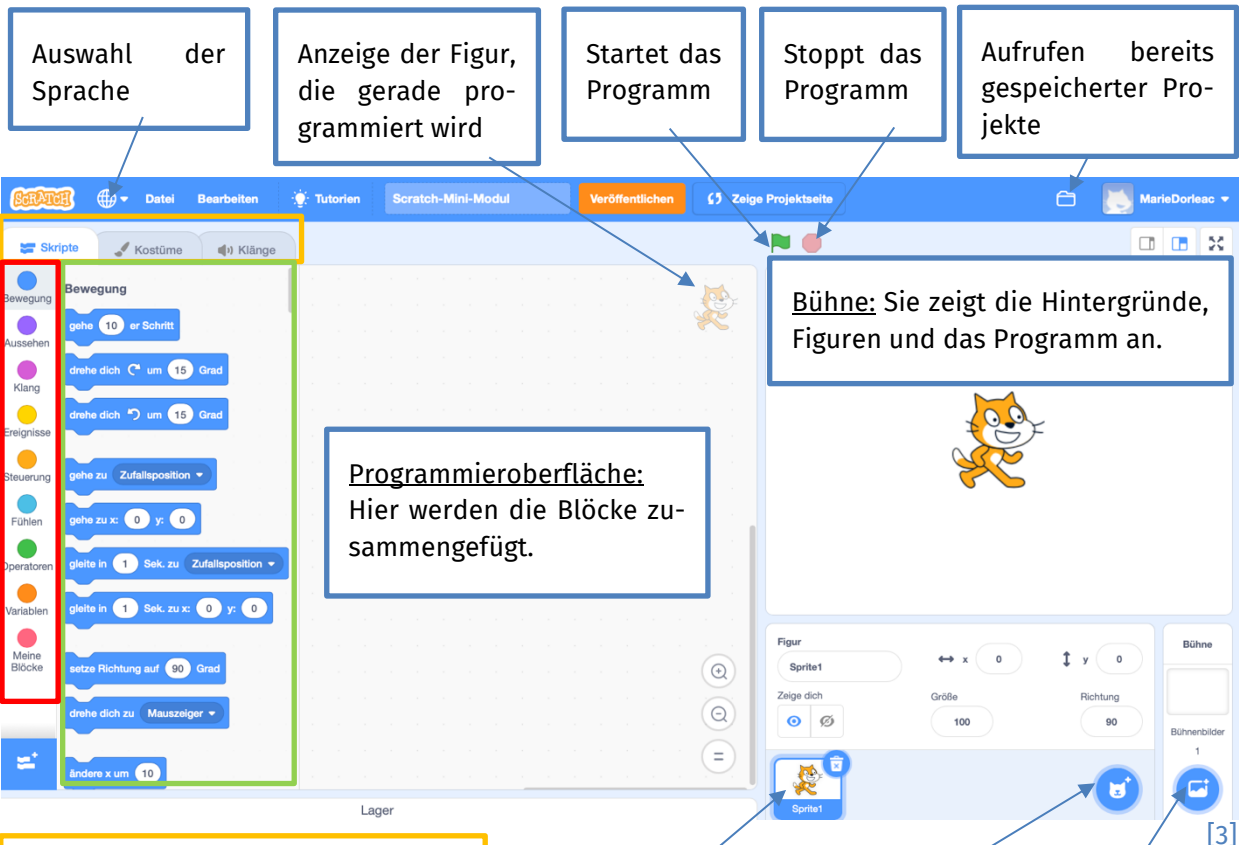 Auswahl der
Sprache
Anzeige der Figur,
die gerade pro-
grammiert wird
Startet das
Programm
Stoppt das
Programm
Aufrufen bereits
gespeicherter Pro-
jekte
SCRATCH
Datei
Bearbeiten
Tutorien
Scratch-Mini-Modul
Veröffentlichen
Zeige Projektseite
MarieDorleac
Skripte
Kostüme
Klänge
Bewegung
Aussehen
Klang
Ereignisse
Steuerung
Fühlen
Operatoren
Variablen
Meine
Blöcke
Bewegung
gehe 10 er Schritt
drehe dich um 15 Grad
drehe dich um 15 Grad
gehe zu Zufallsposition
gehe zu x: 0 y: 0
gleite in 1 Sek. zu Zufallsposition
gleite in 1 Sek. zu x: 0 y: 0
setze Richtung auf 90 Grad
drehe dich zu Mauszeiger
ändere x um 10
Programmieroberfläche:
Hier werden die Blöcke zu-
sammengefügt.
Lager
Bühne: Sie zeigt die Hintergründe,
Figuren und das Programm an.
Figur
Sprite1
x 0
y 0
Zeige dich
Größe
100
Richtung
90
Sprite1
Bühne
Bühnenbilder
1
[3]